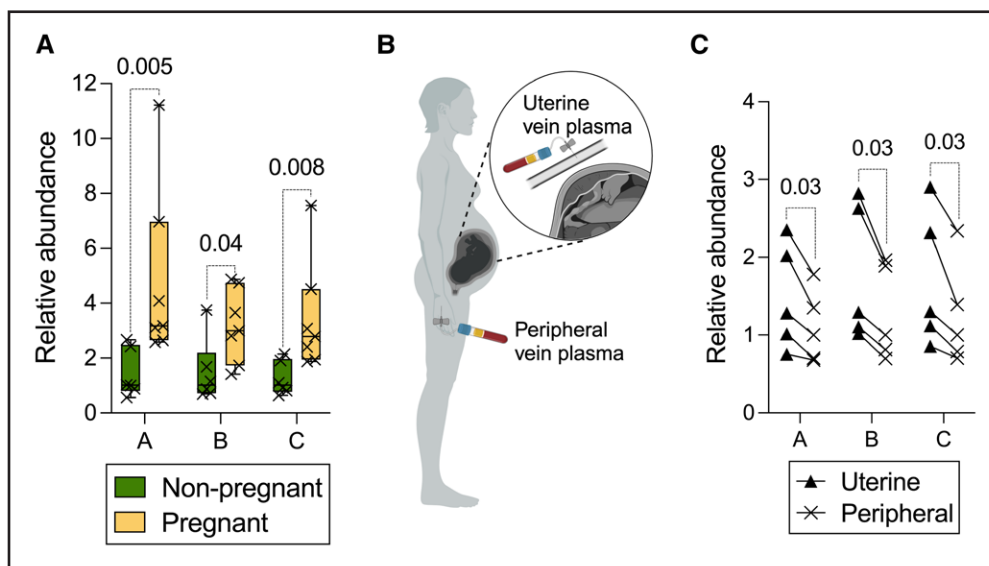 A
Relative abundance
12
10
8
6
4
2
0
0.005
0.04
0.008
A
B
C
Non-pregnant
Pregnant
B
Uterine
vein plasma
Peripheral
vein plasma
C
Relative abundance
4
3
2
1
0
0.03
0.03
0.03
A
B
C
Uterine
Peripheral